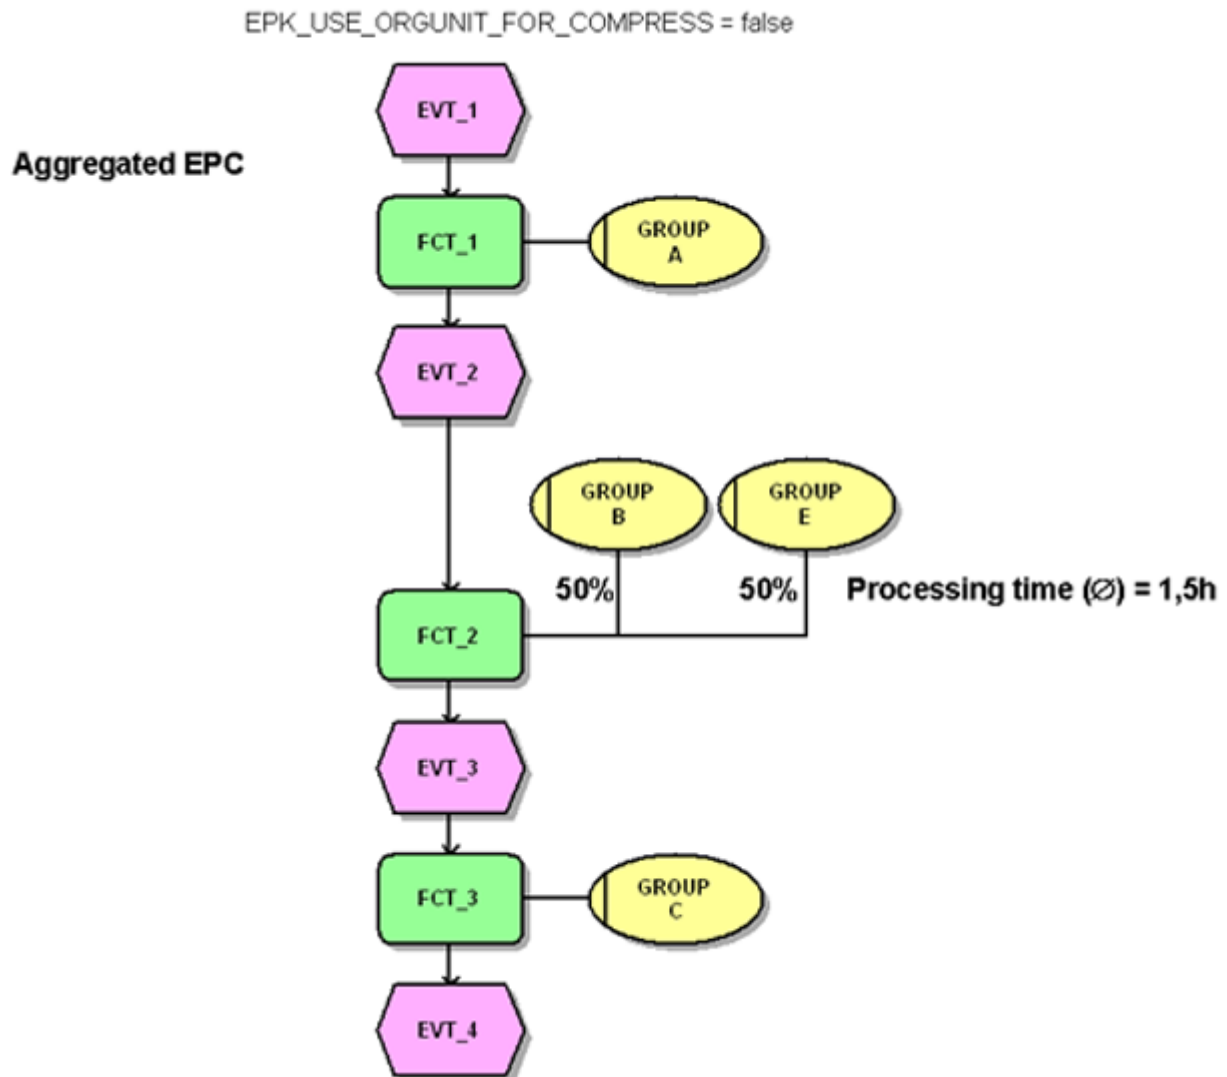 EPK_USE_ORGUNIT_FOR_COMPRESS = false
EVT_1
Aggregated EPC
FCT_1
GROUP
A
EVT_2
GROUP
B
GROUP
E
50%
50%
Processing time (∅) = 1,5h
FCT_2
EVT_3
FCT_3
GROUP
C
EVT_4